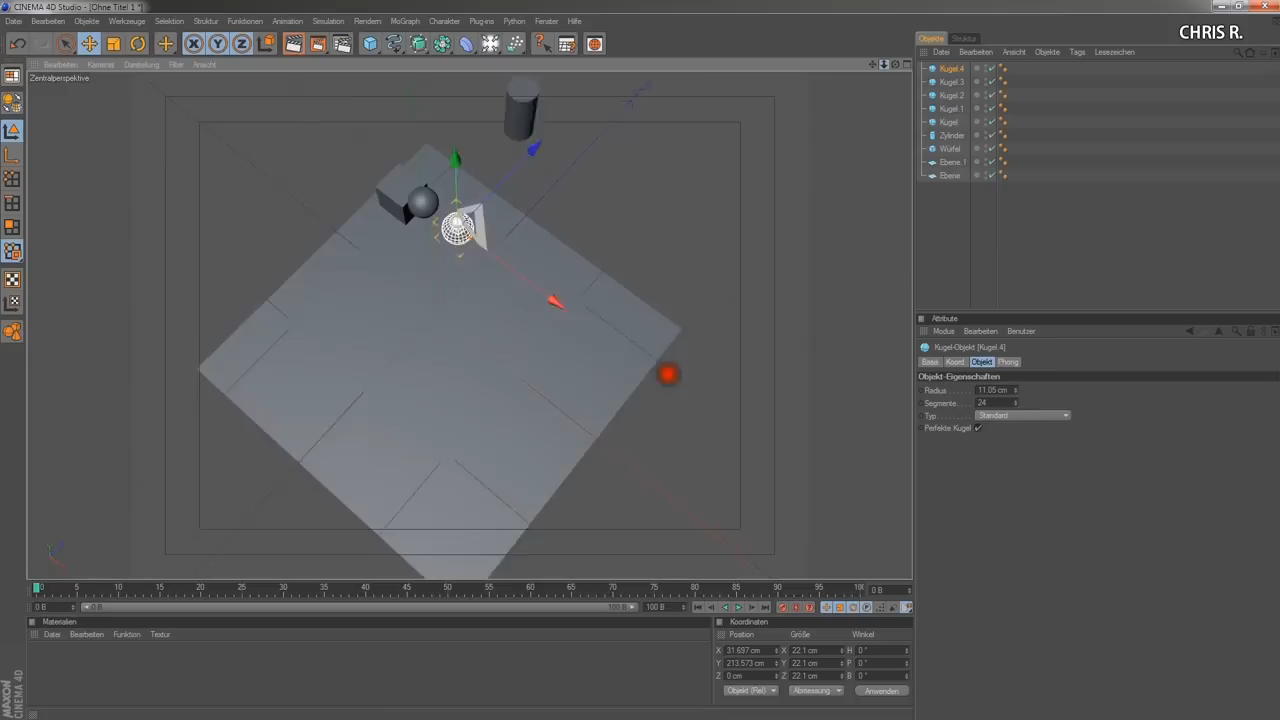 CINEMA 4D Studio - [Ohne Titel 1 *]
Datei Bearbeiten Objekte Werkzeuge Selektion Struktur Funktionen Animation Simulation Rendern MoGraph Charakter Plug-ins Python Fenster Hilfe
CHRIS R.
Objekte Struktur
Datei Bearbeiten Ansicht Objekte Tags Lesezeichen
Bearbeiten Kameras Darstellung Filter Ansicht
Zentralperspektive
Kugel.4
Kugel.3
Kugel.2
Kugel.1
Kugel
Zylinder
Würfel
Ebene.1
Ebene
Attribute
Modus Bearbeiten Benutzer
Kugel-Objekt [Kugel.4]
Basis Koord. Objekt Phong
Objekt-Eigenschaften
Radius 11.05 cm
Segmente 24
Typ Standard
Perfekte Kugel
0 5 10 15 20 25 30 35 40 45 50 55 60 65 70 75 80 85 90 95 100 0 B
0 B 0 B 100 B 100 B
Materialien
Datei Bearbeiten Funktion Textur
Koordinaten
Position Größe Winkel
X 31.697 cm X 22.1 cm H 0 °
Y 213.573 cm Y 22.1 cm P 0 °
Z 0 cm Z 22.1 cm B 0 °
Objekt (Rel) Abmessung Anwenden
MAXON
CINEMA 4D